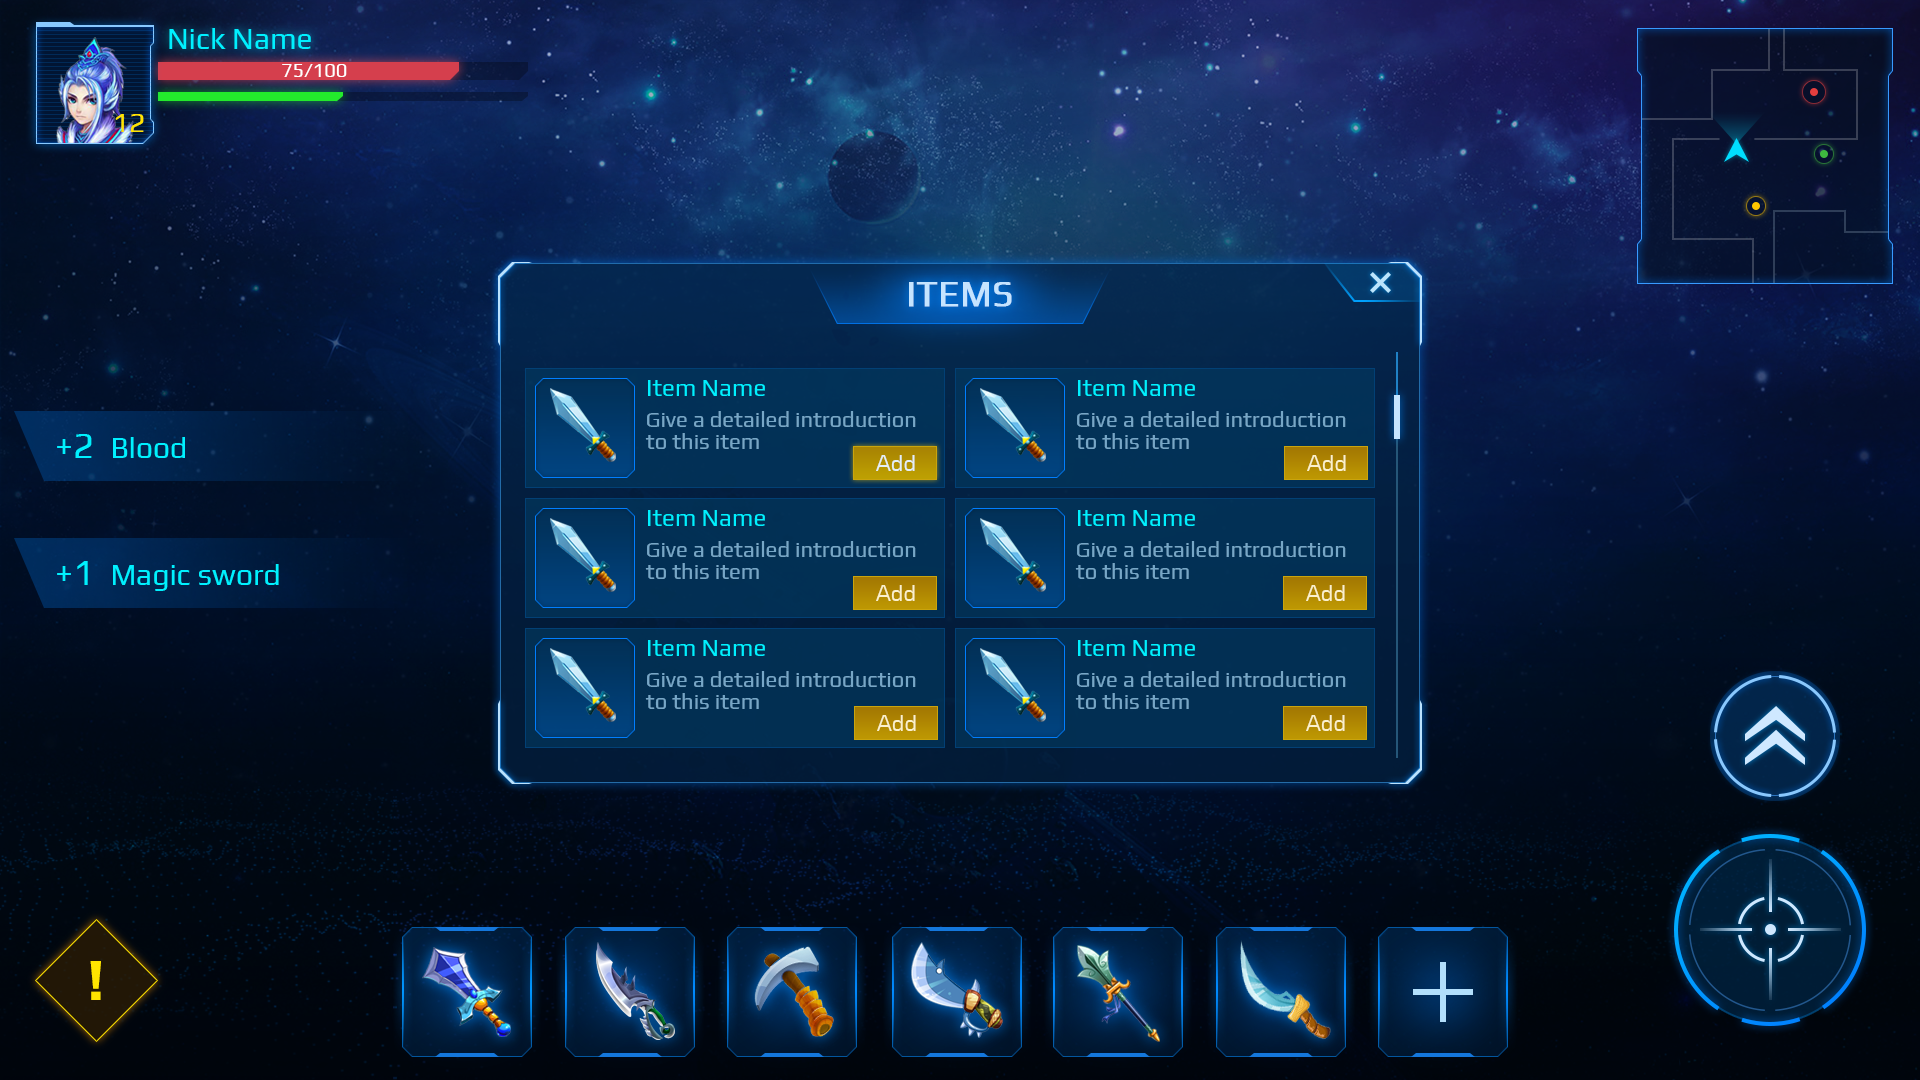 Nick Name
75/100
12
ITEMS
Item Name
Give a detailed introduction
to this item
Add
Item Name
Give a detailed introduction
to this item
Add
+2 Blood
Item Name
Give a detailed introduction
to this item
Add
Item Name
Give a detailed introduction
to this item
Add
+1 Magic sword
Item Name
Give a detailed introduction
to this item
Add
Item Name
Give a detailed introduction
to this item
Add
!